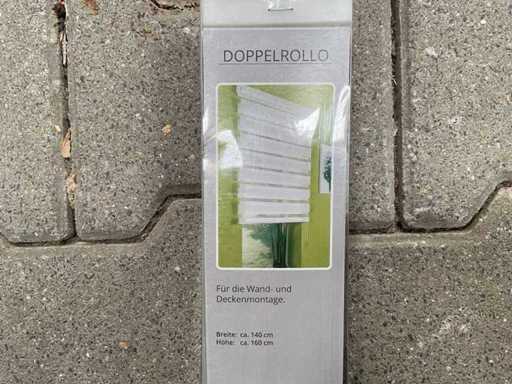 DOPPELROLLO
Für die Wand- und
Deckenmontage.
Breite: ca. 140 cm
Höhe: ca. 160 cm